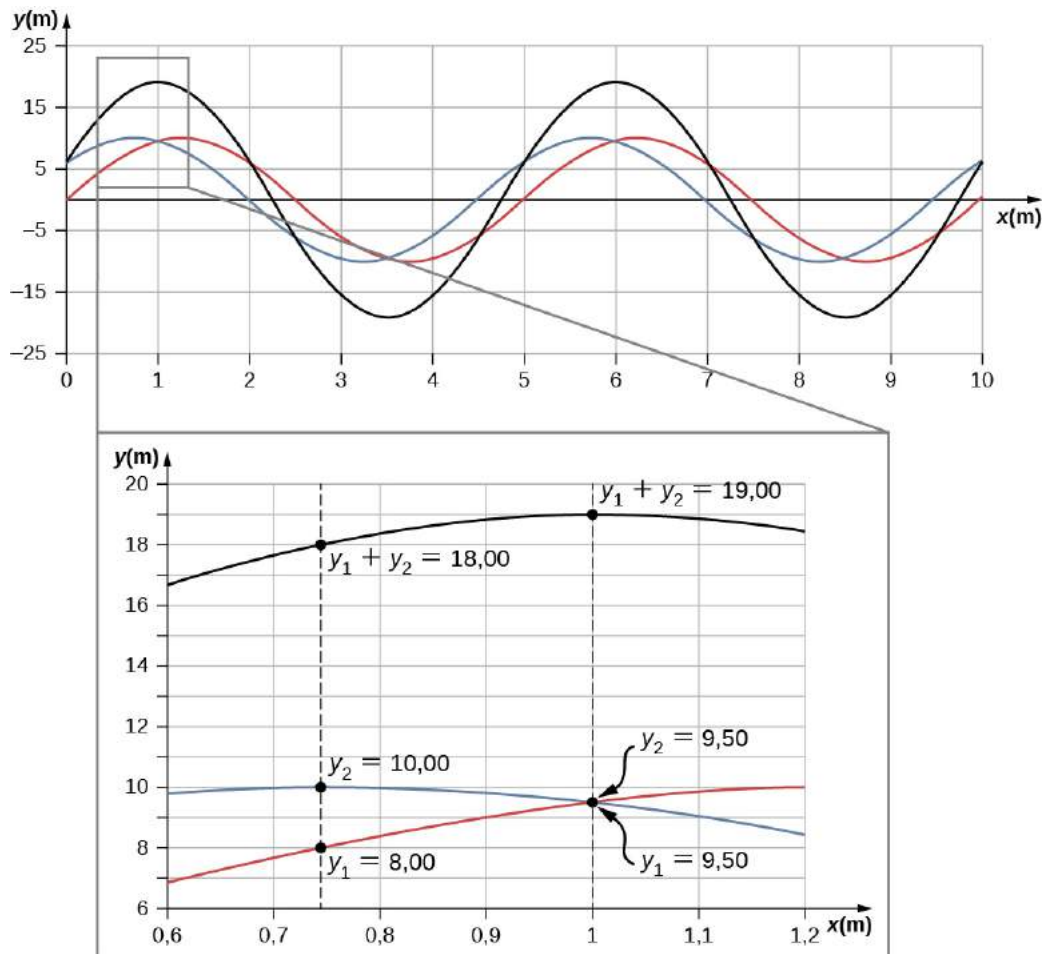 y(m)
25
15
5
–5
–15
–25
x(m)
0 1 2 3 4 5 6 7 8 9 10
y(m)
20
18
16
14
12
10
8
6
y₁ + y₂ = 19,00
y₁ + y₂ = 18,00
y₂ = 9,50
y₂ = 10,00
y₁ = 8,00
y₁ = 9,50
0,6 0,7 0,8 0,9 1 1,1 1,2 x(m)